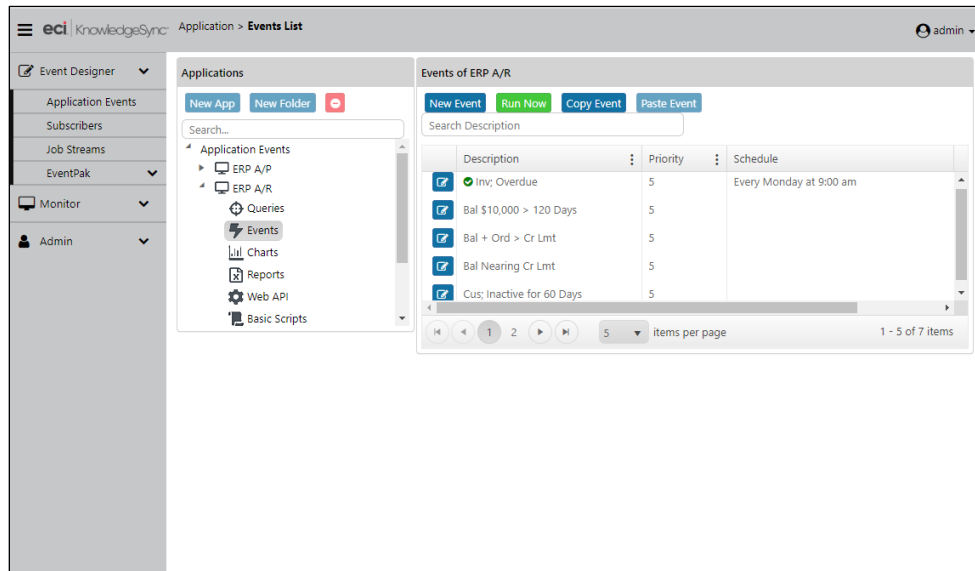 eci KnowledgeSync
Application > Events List
admin
Event Designer
Application Events
Subscribers
Job Streams
EventPak
Monitor
Admin
Applications
New App New Folder
Search...
Application Events
ERP A/P
ERP A/R
Queries
Events
Charts
Reports
Web API
Basic Scripts
Events of ERP A/R
New Event Run Now Copy Event Paste Event
Search Description
Description Priority Schedule
Inv; Overdue 5 Every Monday at 9:00 am
Bal $10,000 > 120 Days 5
Bal + Ord > Cr Lmt 5
Bal Nearing Cr Lmt 5
Cus; Inactive for 60 Days 5
1 2 5 items per page 1 - 5 of 7 items